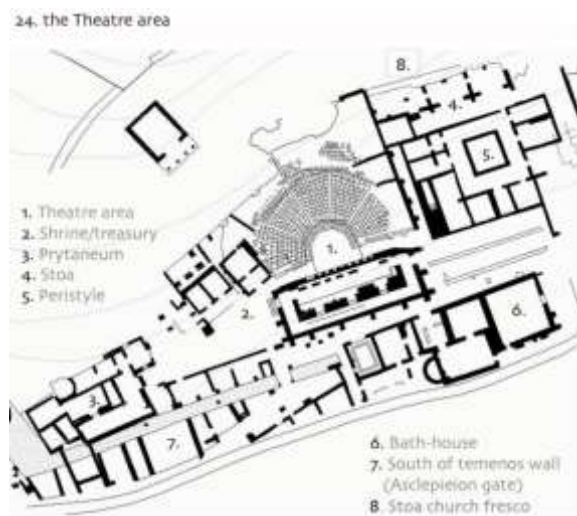 24. the Theatre area
8.
4.
5.
1. Theatre area
2. Shrine/treasury
3. Prytaneum
4. Stoa
5. Peristyle
1.
2.
6.
3.
7.
6. Bath-house
7. South of temenos wall
(Asclepieion gate)
8 Stoa church fresco